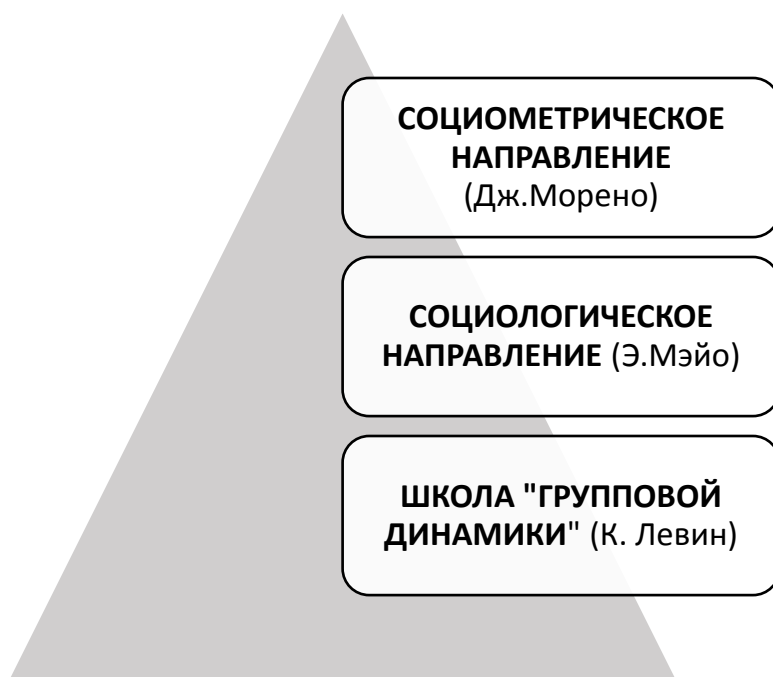 СОЦИОМЕТРИЧЕСКОЕ
НАПРАВЛЕНИЕ
(Дж.Морено)
СОЦИОЛОГИЧЕСКОЕ
НАПРАВЛЕНИЕ (Э.Мэйо)
ШКОЛА "ГРУППОВОЙ
ДИНАМИКИ" (К. Левин)